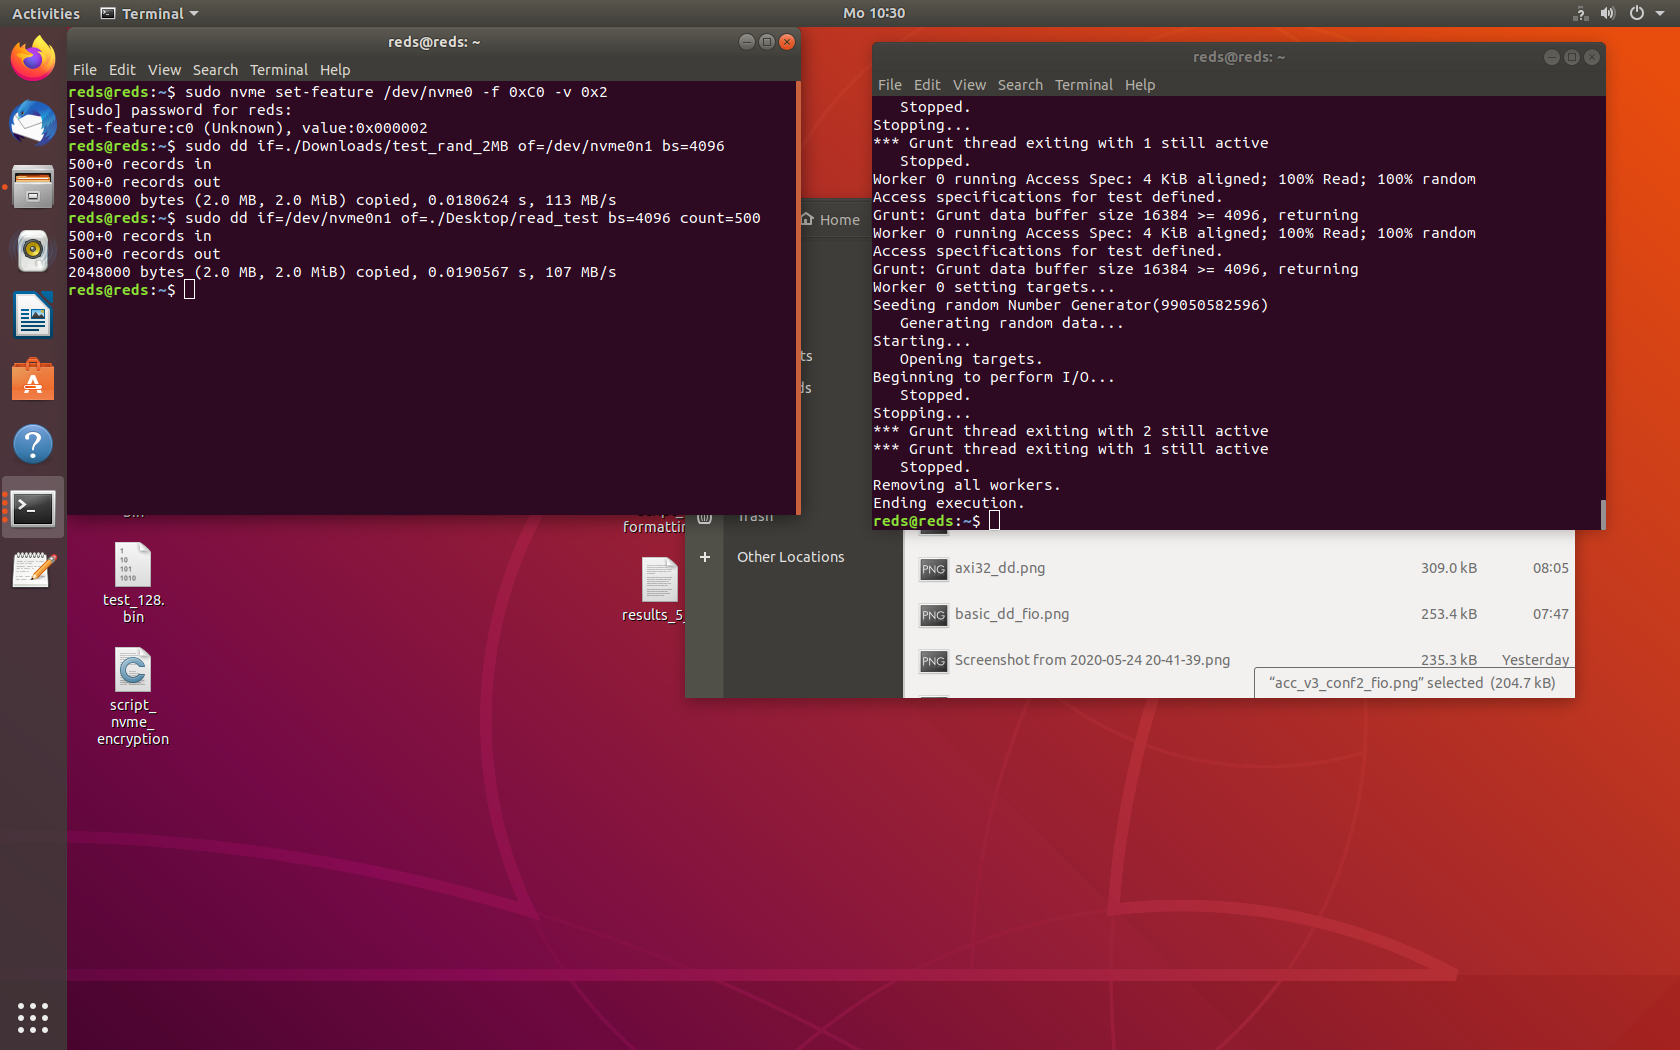 Activities
Terminal
Mo 10:30
reds@reds: ~
File Edit View Search Terminal Help
reds@reds:~$ sudo nvme set-feature /dev/nvme0 -f 0xC0 -v 0x2
[sudo] password for reds:
set-feature:c0 (Unknown), value:0x000002
reds@reds:~$ sudo dd if=./Downloads/test_rand_2MB of=/dev/nvme0n1 bs=4096
500+0 records in
500+0 records out
2048000 bytes (2.0 MB, 2.0 MiB) copied, 0.0180624 s, 113 MB/s
reds@reds:~$ sudo dd if=/dev/nvme0n1 of=./Desktop/read_test bs=4096 count=500
500+0 records in
500+0 records out
2048000 bytes (2.0 MB, 2.0 MiB) copied, 0.0190567 s, 107 MB/s
reds@reds:~$
reds@reds: ~
File Edit View Search Terminal Help
Stopped.
Stopping...
*** Grunt thread exiting with 1 still active
Stopped.
Worker 0 running Access Spec: 4 KiB aligned; 100% Read; 100% random
Access specifications for test defined.
Grunt: Grunt data buffer size 16384 >= 4096, returning
Worker 0 running Access Spec: 4 KiB aligned; 100% Read; 100% random
Access specifications for test defined.
Grunt: Grunt data buffer size 16384 >= 4096, returning
Worker 0 setting targets...
Seeding random Number Generator(99050582596)
Generating random data...
Starting...
Opening targets.
Beginning to perform I/O...
Stopped.
Stopping...
*** Grunt thread exiting with 2 still active
*** Grunt thread exiting with 1 still active
Stopped.
Removing all workers.
Ending execution.
reds@reds:~$
Home
ts
ds
Trash
+ Other Locations
axi32_dd.png 309.0 kB 08:05
basic_dd_fio.png 253.4 kB 07:47
Screenshot from 2020-05-24 20-41-39.png 235.3 kB Yesterday
“acc_v3_conf2_fio.png” selected (204.7 kB)
bin
test_128.
bin
script_
nvme_
encryption
script_
formattin
results_5_